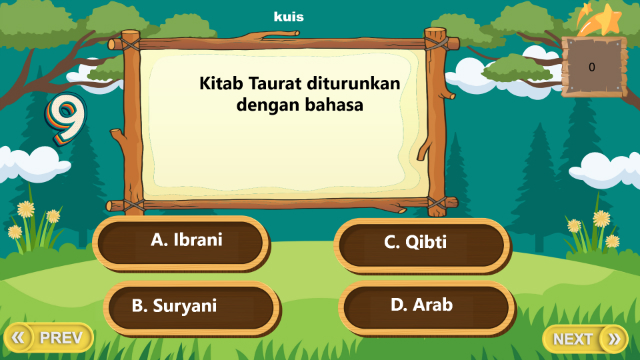 kuis
0
9
Kitab Taurat diturunkan
dengan bahasa
A. Ibrani
C. Qibti
B. Suryani
D. Arab
« PREV
NEXT »